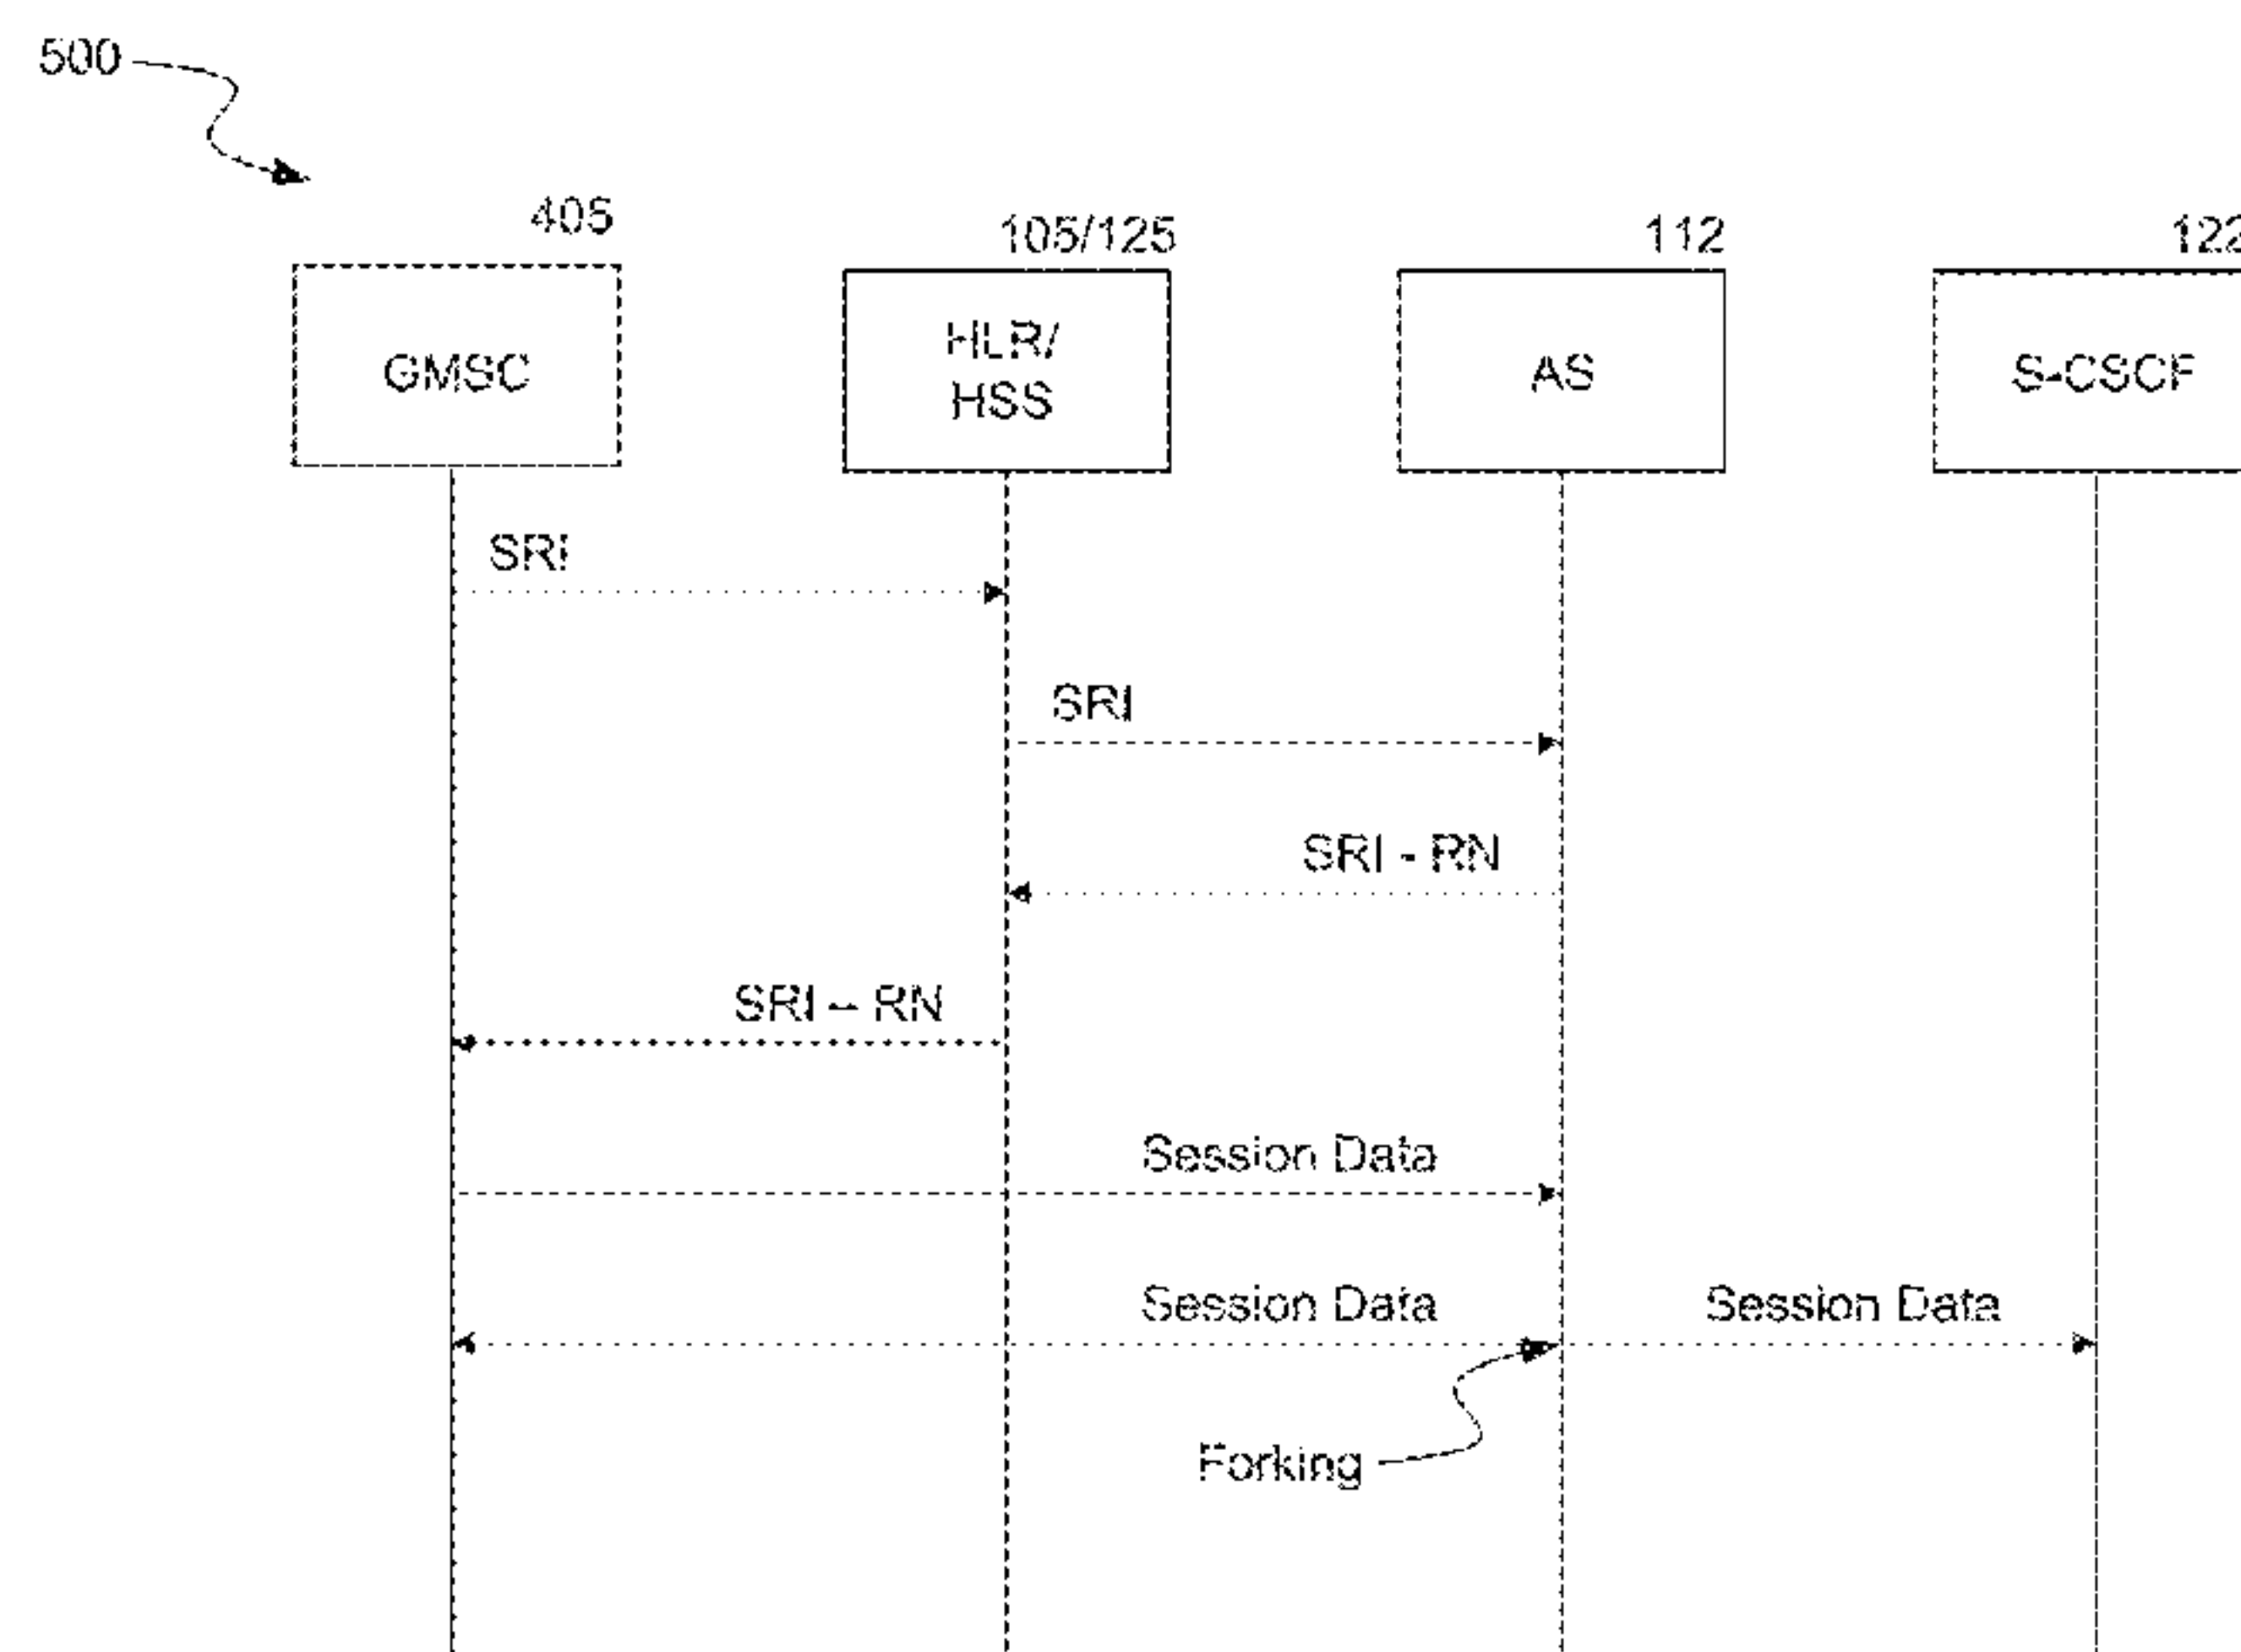 500
405
105/125
112
122
GMSC
HLR/
HSS
AS
S-CSCF
SRI
SRI
SRI - RN
SRI – RN
Session Data
Session Data
Session Data
Forking